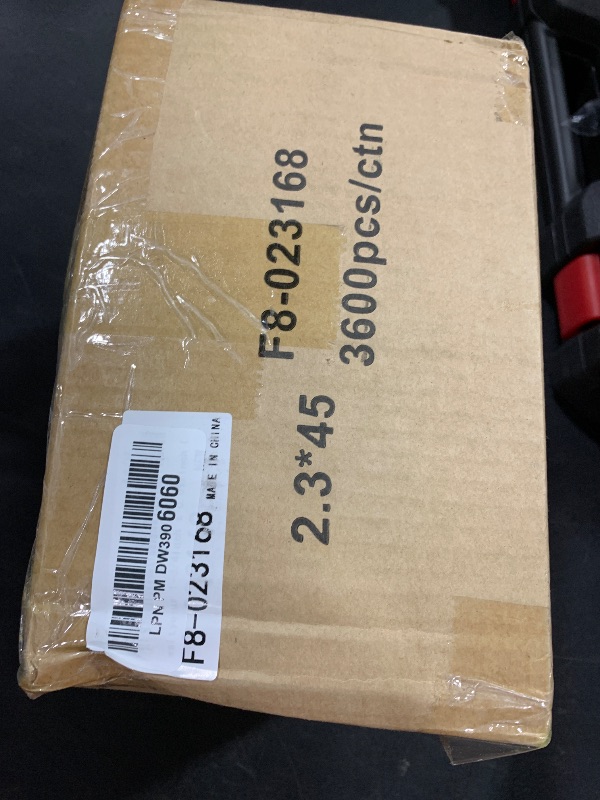 F8-023168
2.3*45
3600pcs/ctn
LPN PM DW390 6060
F8-023168
MADE IN CHINA